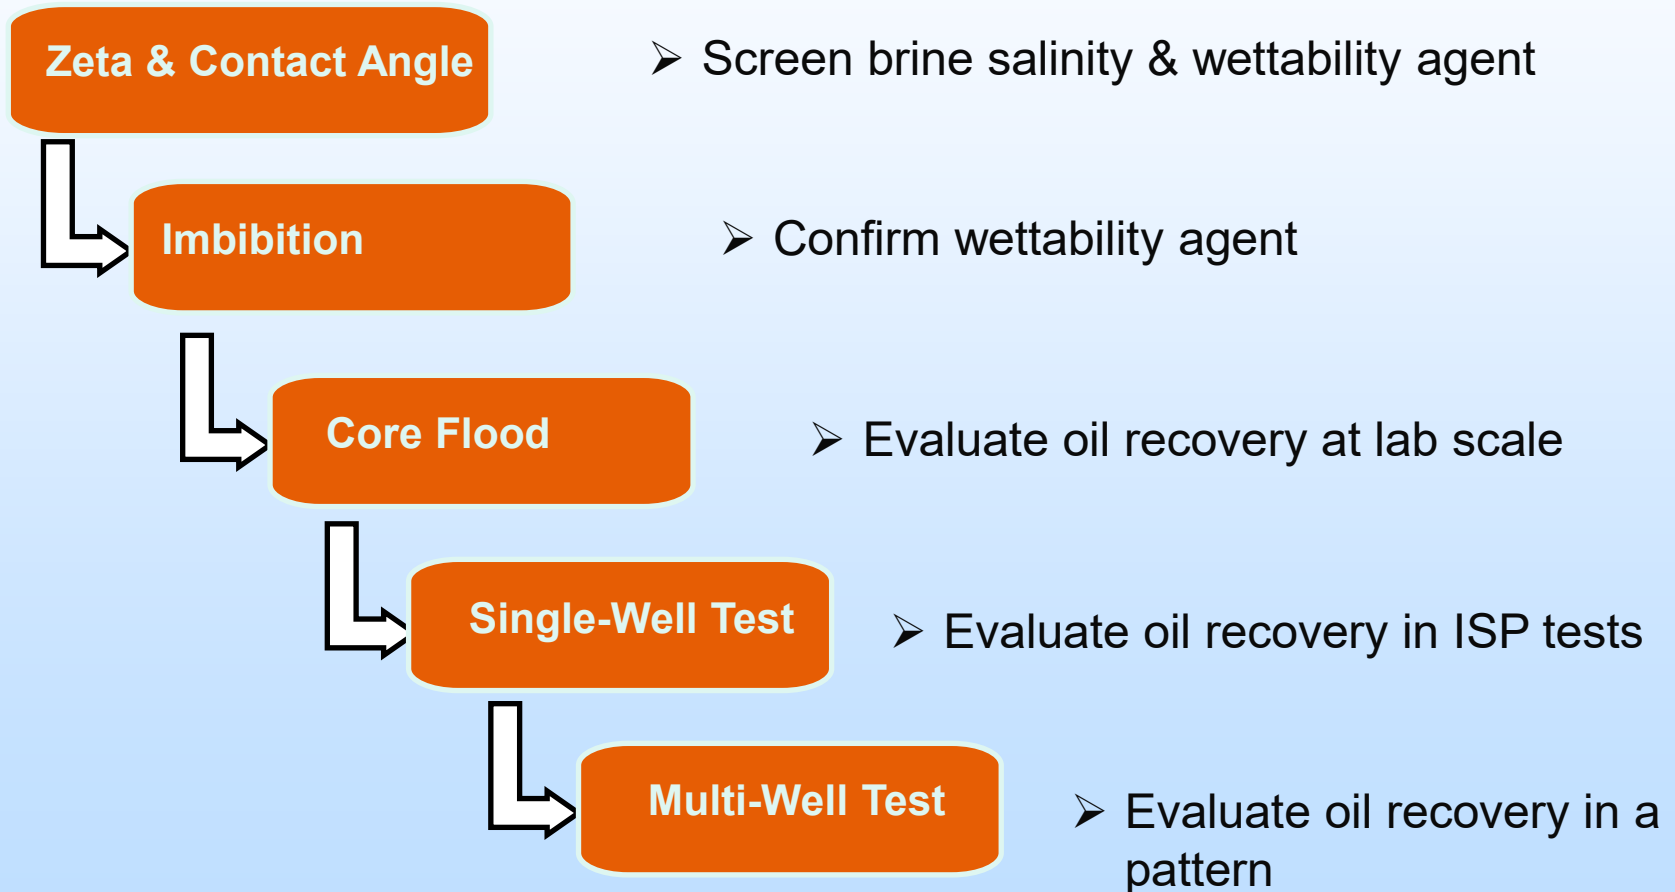 Zeta & Contact Angle
➢ Screen brine salinity & wettability agent
Imbibition
➢ Confirm wettability agent
Core Flood
➢ Evaluate oil recovery at lab scale
Single-Well Test
➢ Evaluate oil recovery in ISP tests
Multi-Well Test
➢ Evaluate oil recovery in a
pattern